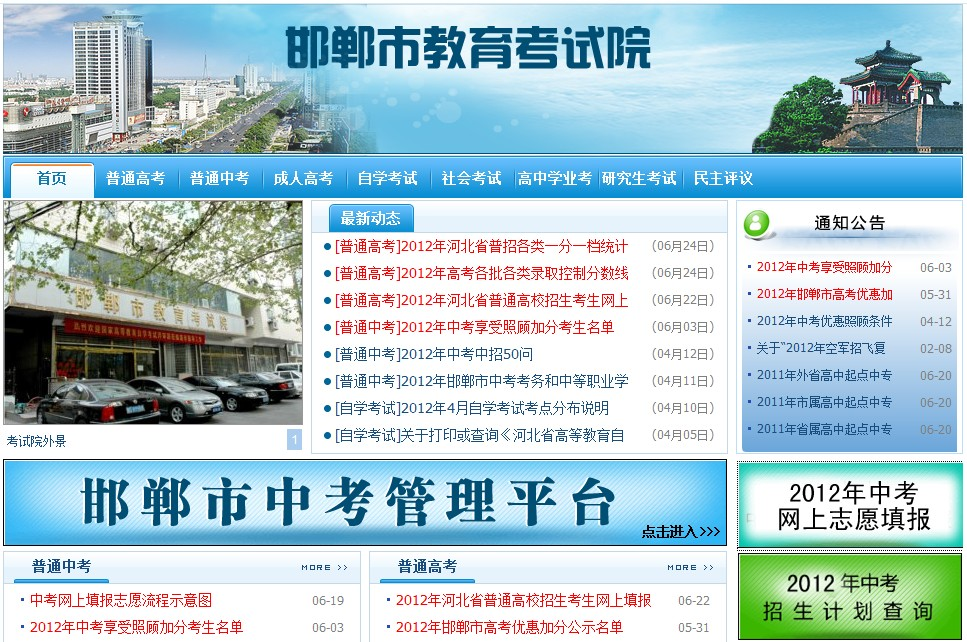 邯郸市教育考试院
首页 普通高考 普通中考 成人高考 自学考试 社会考试 高中学业考 研究生考试 民主评议
邯郸市教育考试院
考试院外景 1
最新动态
[普通高考]2012年河北省普招各类一分一档统计 (06月24日)
[普通高考]2012年高考各批各类录取控制分数线 (06月24日)
[普通高考]2012年河北省普通高校招生考生网上 (06月22日)
[普通中考]2012年中考享受照顾加分考生名单 (06月03日)
[普通中考]2012年中考中招50问 (04月12日)
[普通中考]2012年邯郸市中考考务和中等职业学 (04月11日)
[自学考试]2012年4月自学考试考点分布说明 (04月10日)
[自学考试]关于打印或查询《河北省高等教育自 (04月05日)
通知公告
2012年中考享受照顾加分 06-03
2012年邯郸市高考优惠加 05-31
2012年中考优惠照顾条件 04-12
关于"2012年空军招飞复 02-08
2011年外省高中起点中专 06-20
2011年市属高中起点中专 06-20
2011年省属高中起点中专 06-20
邯郸市中考管理平台
点击进入>>>
2012年中考
网上志愿填报
普通中考 MORE >>
中考网上填报志愿流程示意图 06-19
2012年中考享受照顾加分考生名单 06-03
普通高考 MORE >>
2012年河北省普通高校招生考生网上填报 06-22
2012年邯郸市高考优惠加分公示名单 05-31
2012年中考
招生计划查询